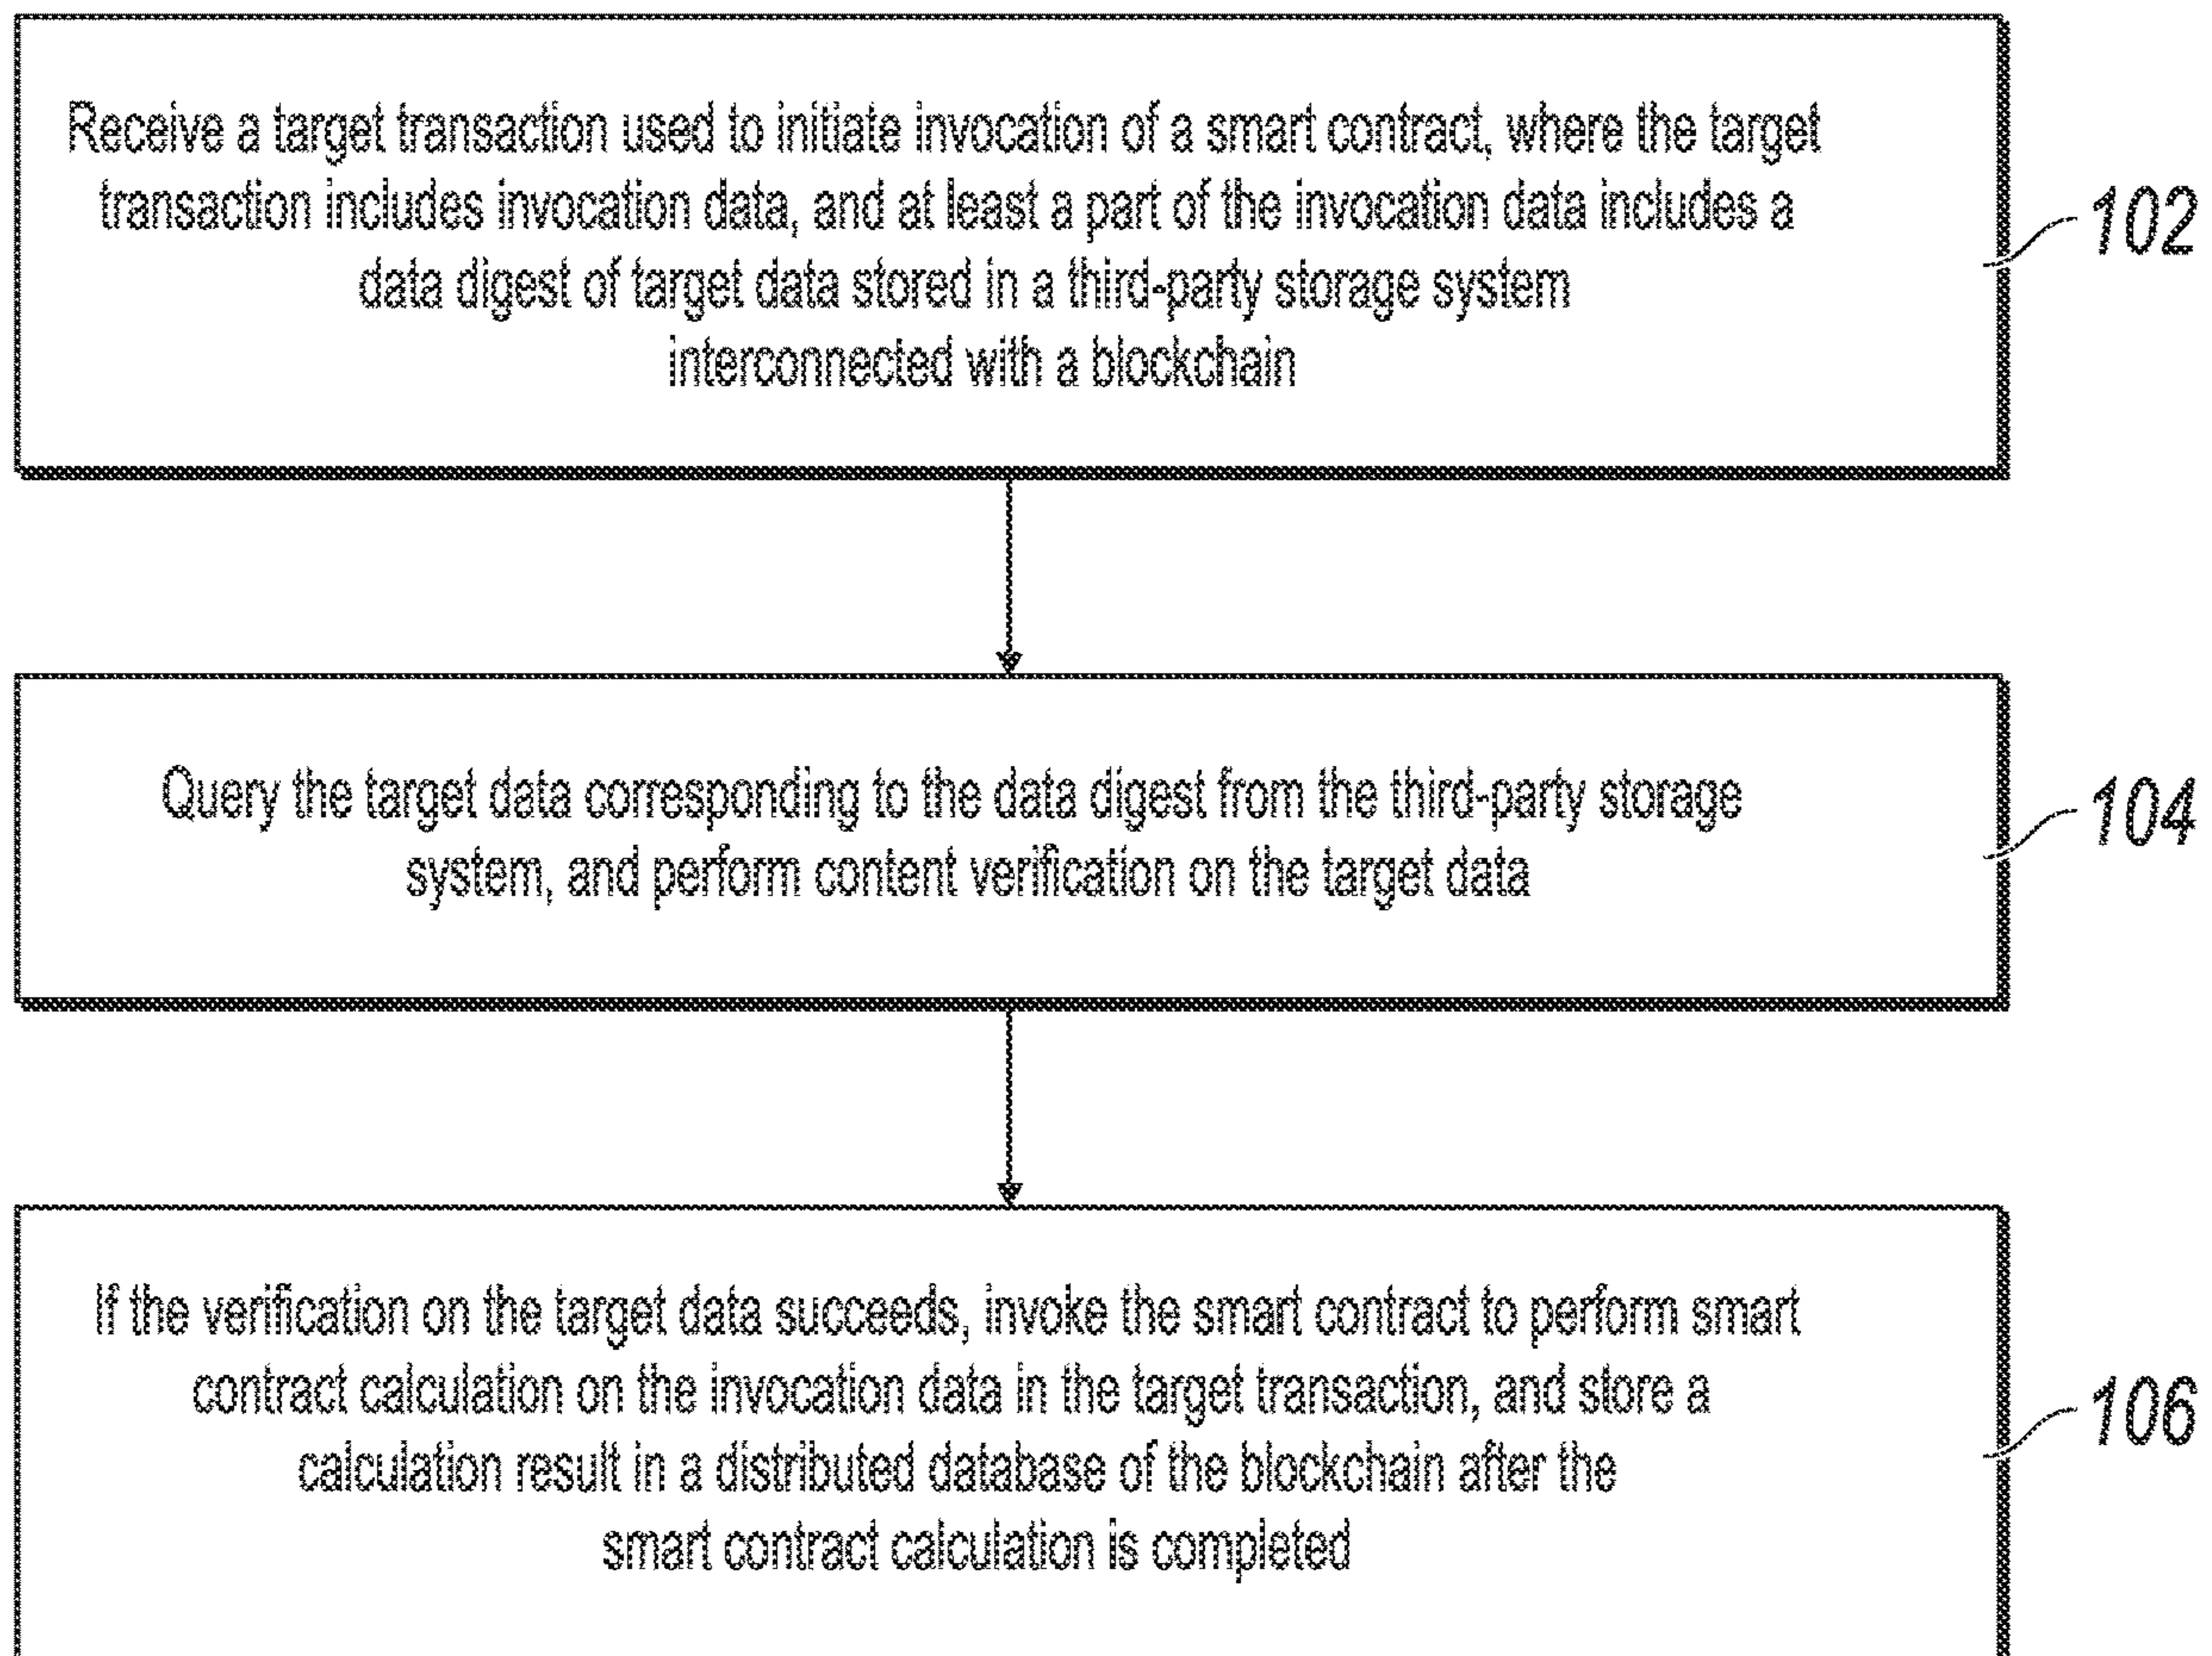 Receive a target transaction used to initiate invocation of a smart contract, where the target
transaction includes invocation data, and at least a part of the invocation data includes a
data digest of target data stored in a third-party storage system
interconnected with a blockchain
102
Query the target data corresponding to the data digest from the third-party storage
system, and perform content verification on the target data
104
If the verification on the target data succeeds, invoke the smart contract to perform smart
contract calculation on the invocation data in the target transaction, and store a
calculation result in a distributed database of the blockchain after the
smart contract calculation is completed
106